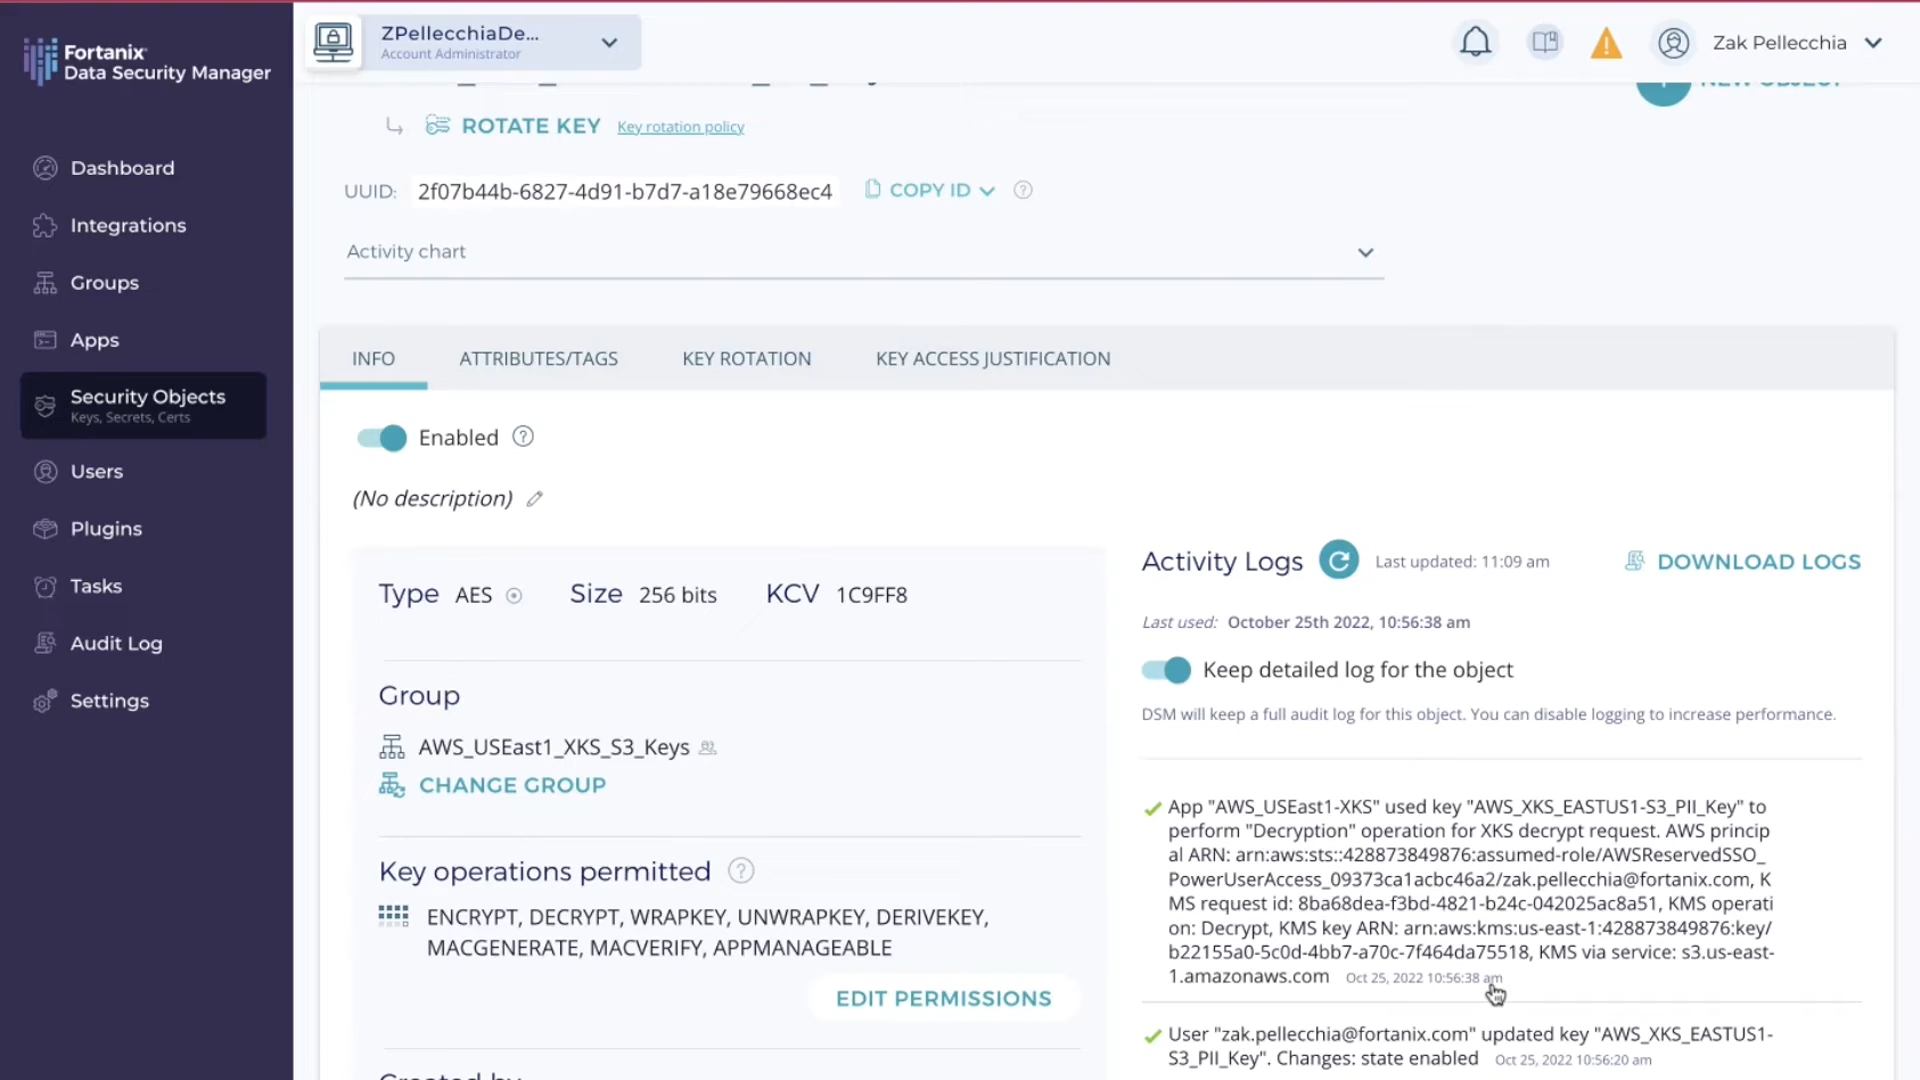 Fortanix
Data Security Manager
ZPellecchiaDe...
Account Administrator
Zak Pellecchia
Dashboard
Integrations
Groups
Apps
Security Objects
Keys, Secrets, Certs
Users
Plugins
Tasks
Audit Log
Settings
NEW OBJECT
ROTATE KEY Key rotation policy
UUID: 2f07b44b-6827-4d91-b7d7-a18e79668ec4 COPY ID
Activity chart
INFO ATTRIBUTES/TAGS KEY ROTATION KEY ACCESS JUSTIFICATION
Enabled
(No description)
Type AES Size 256 bits KCV 1C9FF8
Group
AWS_USEast1_XKS_S3_Keys
CHANGE GROUP
Key operations permitted
ENCRYPT, DECRYPT, WRAPKEY, UNWRAPKEY, DERIVEKEY,
MACGENERATE, MACVERIFY, APPMANAGEABLE
EDIT PERMISSIONS
Created by
Activity Logs Last updated: 11:09 am DOWNLOAD LOGS
Last used: October 25th 2022, 10:56:38 am
Keep detailed log for the object
DSM will keep a full audit log for this object. You can disable logging to increase performance.
App "AWS_USEast1-XKS" used key "AWS_XKS_EASTUS1-S3_PII_Key" to
perform "Decryption" operation for XKS decrypt request. AWS princip
al ARN: arn:aws:sts::428873849876:assumed-role/AWSReservedSSO_
PowerUserAccess_09373ca1acbc46a2/zak.pellecchia@fortanix.com, K
MS request id: 8ba68dea-f3bd-4821-b24c-042025ac8a51, KMS operati
on: Decrypt, KMS key ARN: arn:aws:kms:us-east-1:428873849876:key/
b22155a0-5c0d-4bb7-a70c-7f464da75518, KMS via service: s3.us-east-
1.amazonaws.com Oct 25, 2022 10:56:38 am
User "zak.pellecchia@fortanix.com" updated key "AWS_XKS_EASTUS1-
S3_PII_Key". Changes: state enabled Oct 25, 2022 10:56:20 am